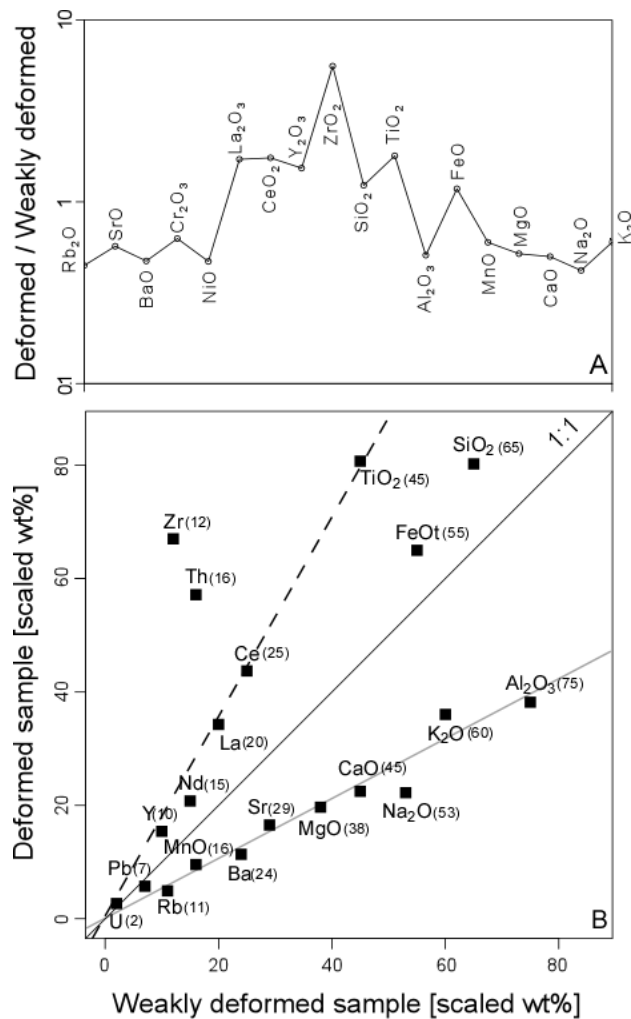 10
1
0.1
Deformed / Weakly deformed
Rb₂O
SrO
BaO
Cr₂O₃
NiO
La₂O₃
CeO₂
Y₂O₃
ZrO₂
SiO₂
TiO₂
Al₂O₃
FeO
MnO
MgO
CaO
Na₂O
K₂O
A
Deformed sample [scaled wt%]
80
60
40
20
0
1:1
SiO₂(65)
TiO₂(45)
FeOt(55)
Zr(12)
Th(16)
Ce(25)
La(20)
Al₂O₃(75)
K₂O (60)
CaO(45)
Na₂O(53)
Nd(15)
Y(10)
Sr(29)
MgO(38)
MnO(16)
Ba(24)
Pb(7)
Rb(11)
U(2)
B
0
20
40
60
80
Weakly deformed sample [scaled wt%]